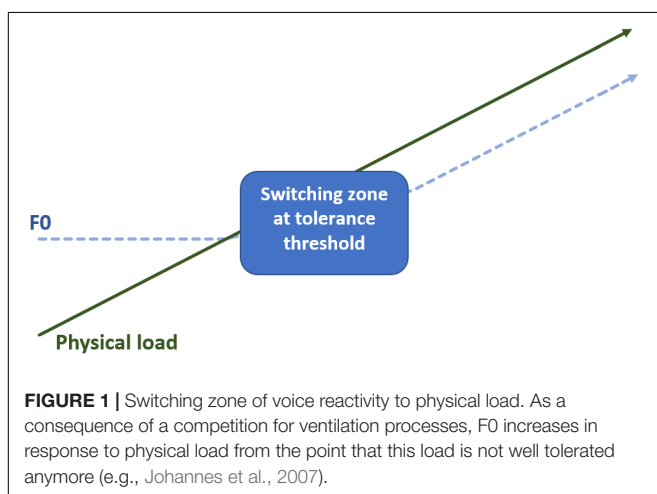 Switching zone
at tolerance
threshold
F0
Physical load
FIGURE 1 | Switching zone of voice reactivity to physical load. As a
consequence of a competition for ventilation processes, F0 increases in
response to physical load from the point that this load is not well tolerated
anymore (e.g., Johannes et al., 2007).